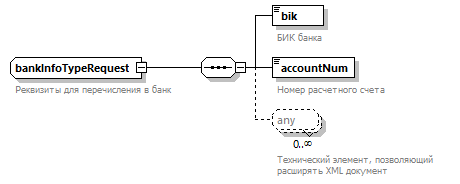 bik
БИК банка
bankInfoTypeRequest
Реквизиты для перечисления в банк
accountNum
Номер расчетного счета
any
0..∞
Технический элемент, позволяющий
расширять XML документ